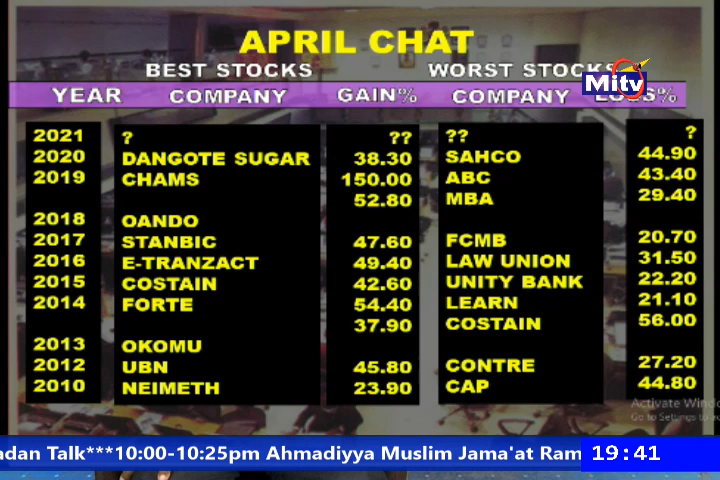 APRIL CHAT
BEST STOCKS WORST STOCKS
Mitv
YEAR COMPANY GAIN% COMPANY LOSS%
2021 ? ?? ?? ?
2020 DANGOTE SUGAR 38.30 SAHCO 44.90
2019 CHAMS 150.00 ABC 43.40
52.80 MBA 29.40
2018 OANDO
2017 STANBIC 47.60 FCMB 20.70
2016 E-TRANZACT 49.40 LAW UNION 31.50
2015 COSTAIN 42.60 UNITY BANK 22.20
2014 FORTE 54.40 LEARN 21.10
37.90 COSTAIN 56.00
2013 OKOMU
2012 UBN 45.80 CONTRE 27.20
2010 NEIMETH 23.90 CAP 44.80
Activate Windo
Go to Settings to ac
adan Talk***10:00-10:25pm Ahmadiyya Muslim Jama'at Ram 19:41